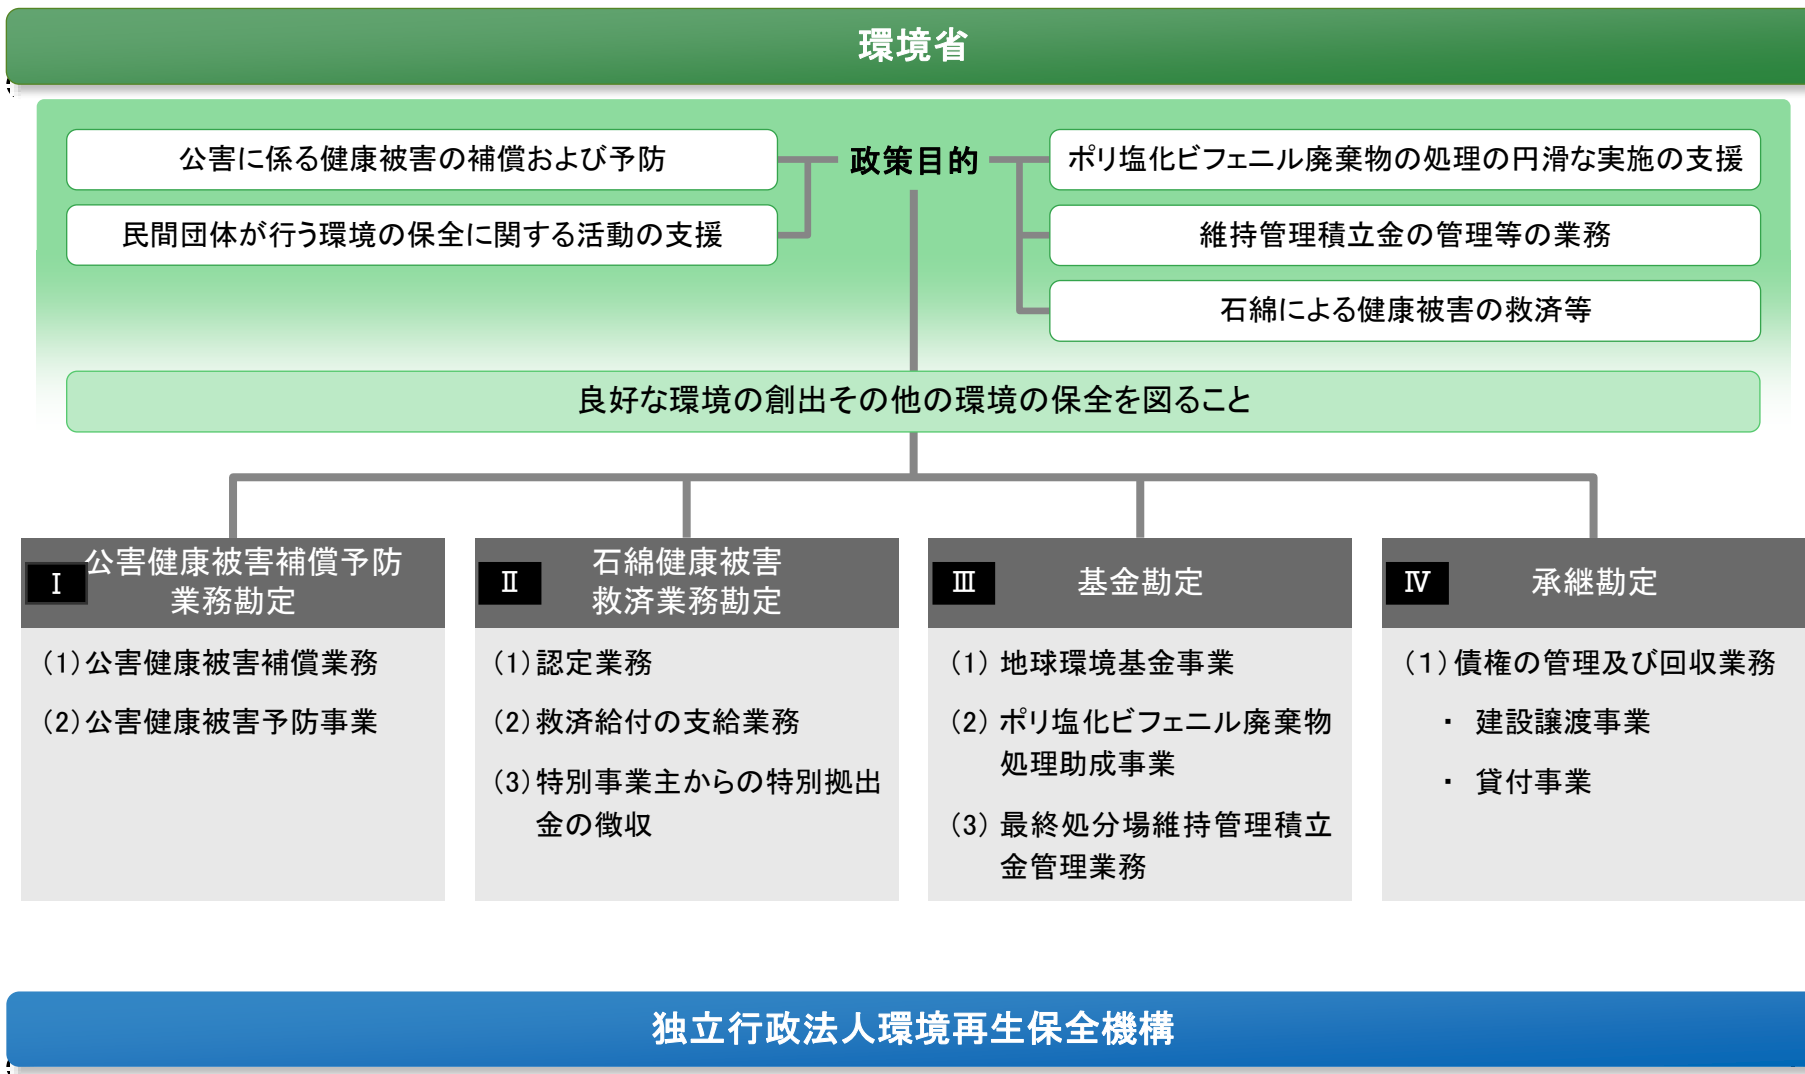 環境省
公害に係る健康被害の補償および予防
民間団体が行う環境の保全に関する活動の支援
政策目的
ポリ塩化ビフェニル廃棄物の処理の円滑な実施の支援
維持管理積立金の管理等の業務
石綿による健康被害の救済等
良好な環境の創出その他の環境の保全を図ること
Ⅰ
公害健康被害補償予防
業務勘定
(1)公害健康被害補償業務
(2)公害健康被害予防事業
Ⅱ
石綿健康被害
救済業務勘定
(1)認定業務
(2)救済給付の支給業務
(3)特別事業主からの特別拠出
金の徴収
Ⅲ
基金勘定
(1) 地球環境基金事業
(2) ポリ塩化ビフェニル廃棄物
処理助成事業
(3) 最終処分場維持管理積立
金管理業務
Ⅳ
承継勘定
(1)債権の管理及び回収業務
・ 建設譲渡事業
・ 貸付事業
独立行政法人環境再生保全機構